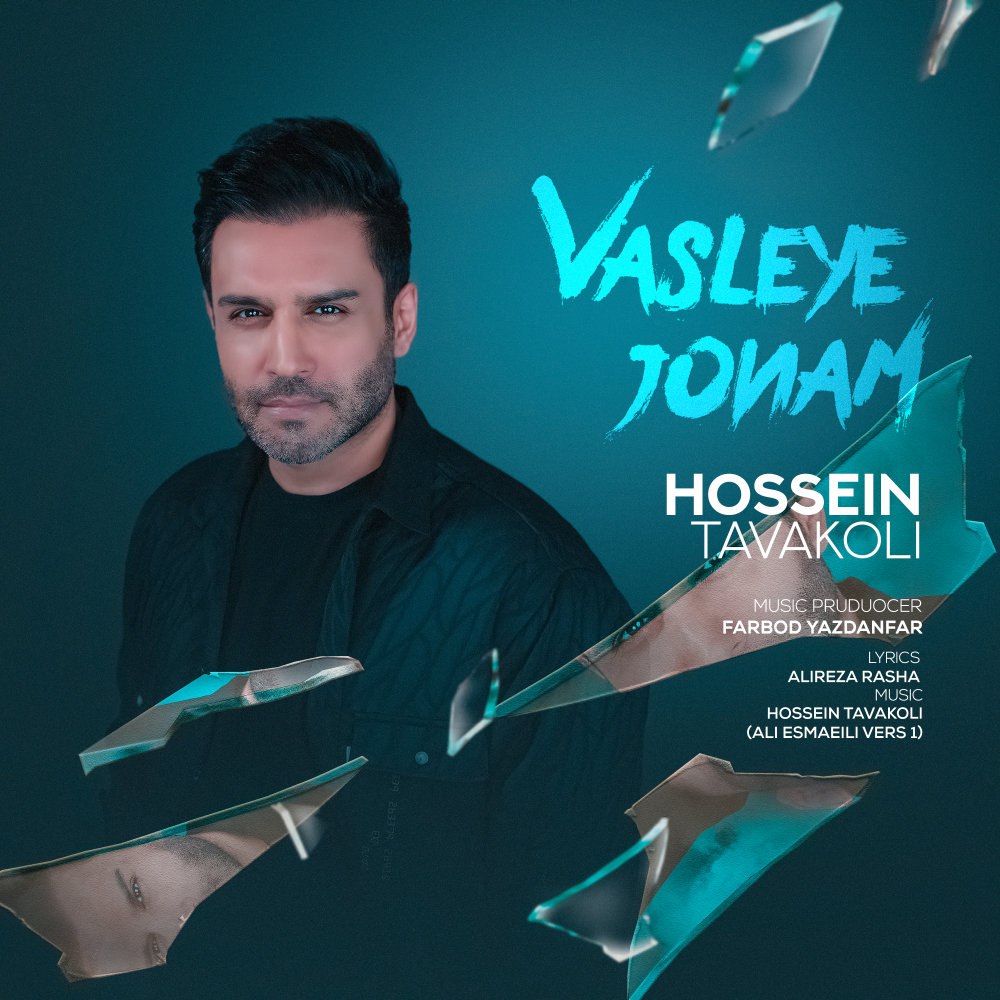 VASLEYE
JONAM
HOSSEIN
TAVAKOLI
MUSIC PRUDUOCER
FARBOD YAZDANFAR
LYRICS
ALIREZA RASHA
MUSIC
HOSSEIN TAVAKOLI
(ALI ESMAEILI VERS 1)